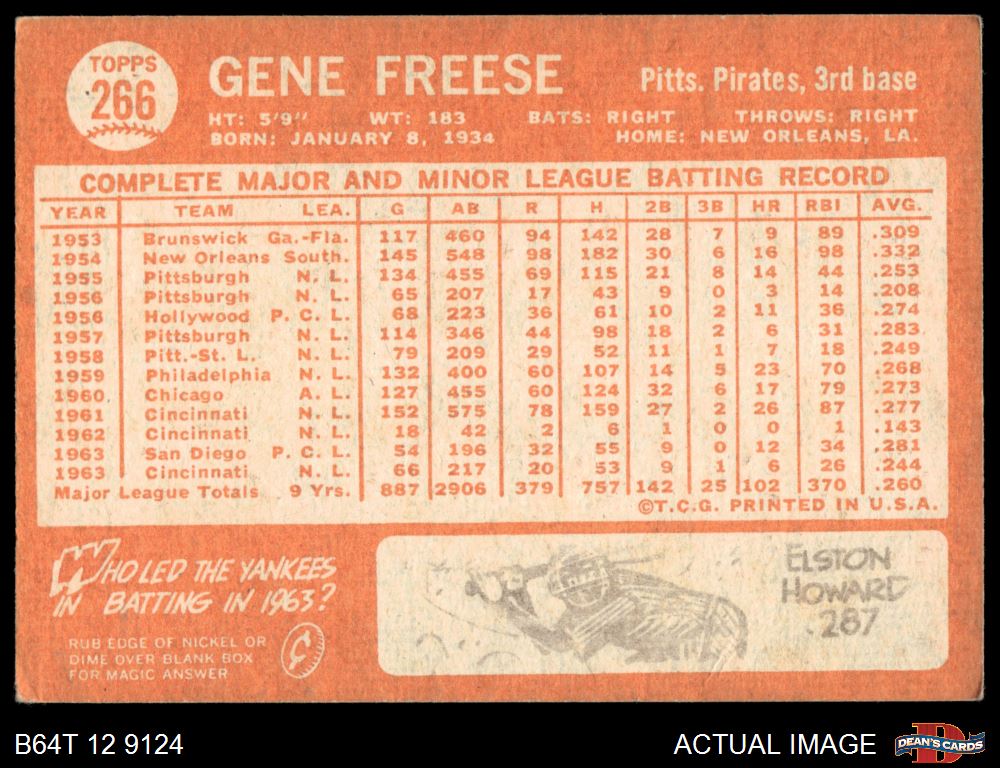 TOPPS
266
GENE FREESE
Pitts. Pirates, 3rd base
HT: 5'9" WT: 183 BATS: RIGHT THROWS: RIGHT
BORN: JANUARY 8, 1934 HOME: NEW ORLEANS, LA.
COMPLETE MAJOR AND MINOR LEAGUE BATTING RECORD
YEAR TEAM LEA. G AB R H 2B 3B HR RBI AVG.
1953 Brunswick Ga.-Fla. 117 460 94 142 28 7 9 89 .309
1954 New Orleans South. 145 548 98 182 30 6 16 98 .332
1955 Pittsburgh N. L. 134 455 69 115 21 8 14 44 .253
1956 Pittsburgh N. L. 65 207 17 43 9 0 3 14 .208
1956 Hollywood P. C. L. 68 223 36 61 10 2 11 36 .274
1957 Pittsburgh N. L. 114 346 44 98 18 2 6 31 .283
1958 Pitt.-St. L. N. L. 79 209 29 52 11 1 7 18 .249
1959 Philadelphia N. L. 132 400 60 107 14 5 23 70 .268
1960 Chicago A. L. 127 455 60 124 32 6 17 79 .273
1961 Cincinnati N. L. 152 575 78 159 27 2 26 87 .277
1962 Cincinnati N. L. 18 42 2 6 1 0 0 1 .143
1963 San Diego P. C. L. 54 196 32 55 9 0 12 34 .281
1963 Cincinnati N. L. 66 217 20 53 9 1 6 26 .244
Major League Totals 9 Yrs. 887 2906 379 757 142 25 102 370 .260
©T.C.G. PRINTED IN U.S.A.
WHO LED THE YANKEES
IN BATTING IN 1963?
RUB EDGE OF NICKEL OR
DIME OVER BLANK BOX
FOR MAGIC ANSWER
ELSTON
HOWARD
.287
B64T 12 9124
ACTUAL IMAGE
D
DEAN'S CARDS